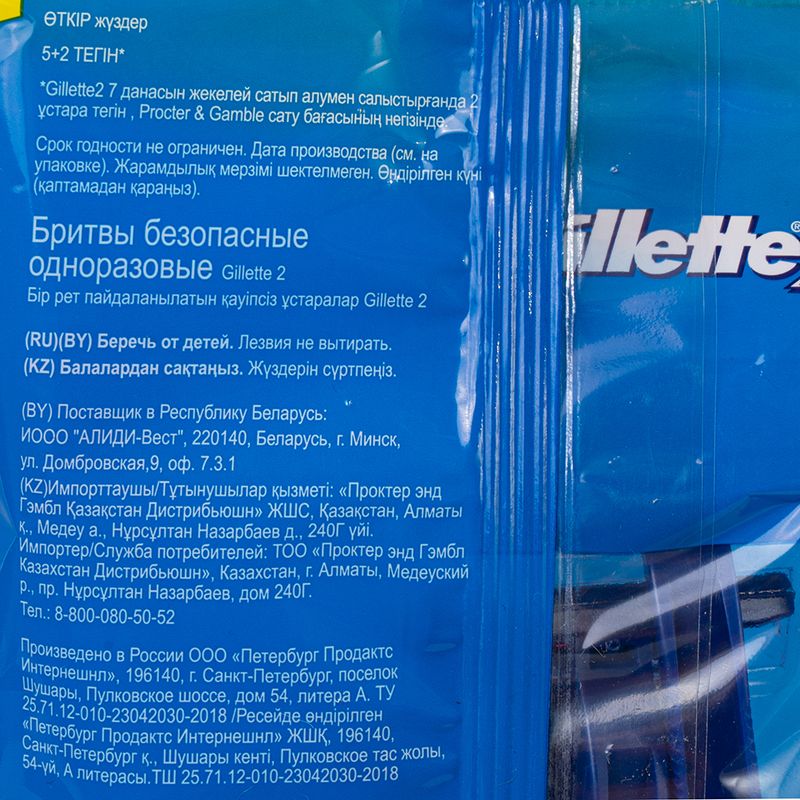 ӨТКІР жүздер
5+2 ТЕГІН*
*Gillette2 7 данасын жекелей сатып алумен салыстырғанда 2
ұстара тегін , Procter & Gamble сату бағасының негізінде.
Срок годности не ограничен. Дата производства (см. на
упаковке). Жарамдылық мерзімі шектелмеген. Өндірілген күні
(қаптамадан қараңыз).
Бритвы безопасные
одноразовые Gillette 2
Бір рет пайдаланылатын қауіпсіз ұстаралар Gillette 2
(RU)(BY) Беречь от детей. Лезвия не вытирать.
(KZ) Балалардан сақтаңыз. Жүздерін сүртпеңіз.
(BY) Поставщик в Республику Беларусь:
ИООО "АЛИДИ-Вест", 220140, Беларусь, г. Минск,
ул. Домбровская,9, оф. 7.3.1
(KZ)Импорттаушы/Тұтынушылар қызметі: «Проктер энд
Гэмбл Қазақстан Дистрибьюшн» ЖШС, Қазақстан, Алматы
қ., Медеу а., Нұрсұлтан Назарбаев д., 240Г үйі.
Импортер/Служба потребителей: ТОО «Проктер энд Гэмбл
Казахстан Дистрибьюшн», Казахстан, г. Алматы, Медеуский
р., пр. Нұрсұлтан Назарбаев, дом 240Г.
Тел.: 8-800-080-50-52
Произведено в России ООО «Петербург Продактс
Интернешнл», 196140, г. Санкт-Петербург, поселок
Шушары, Пулковское шоссе, дом 54, литера А. ТУ
25.71.12-010-23042030-2018 /Ресейде өндірілген
«Петербург Продактс Интернешнл» ЖШҚ, 196140,
Санкт-Петербург қ., Шушары кенті, Пулковское тас жолы,
54-үй, А литерасы.ТШ 25.71.12-010-23042030-2018
Gillette®